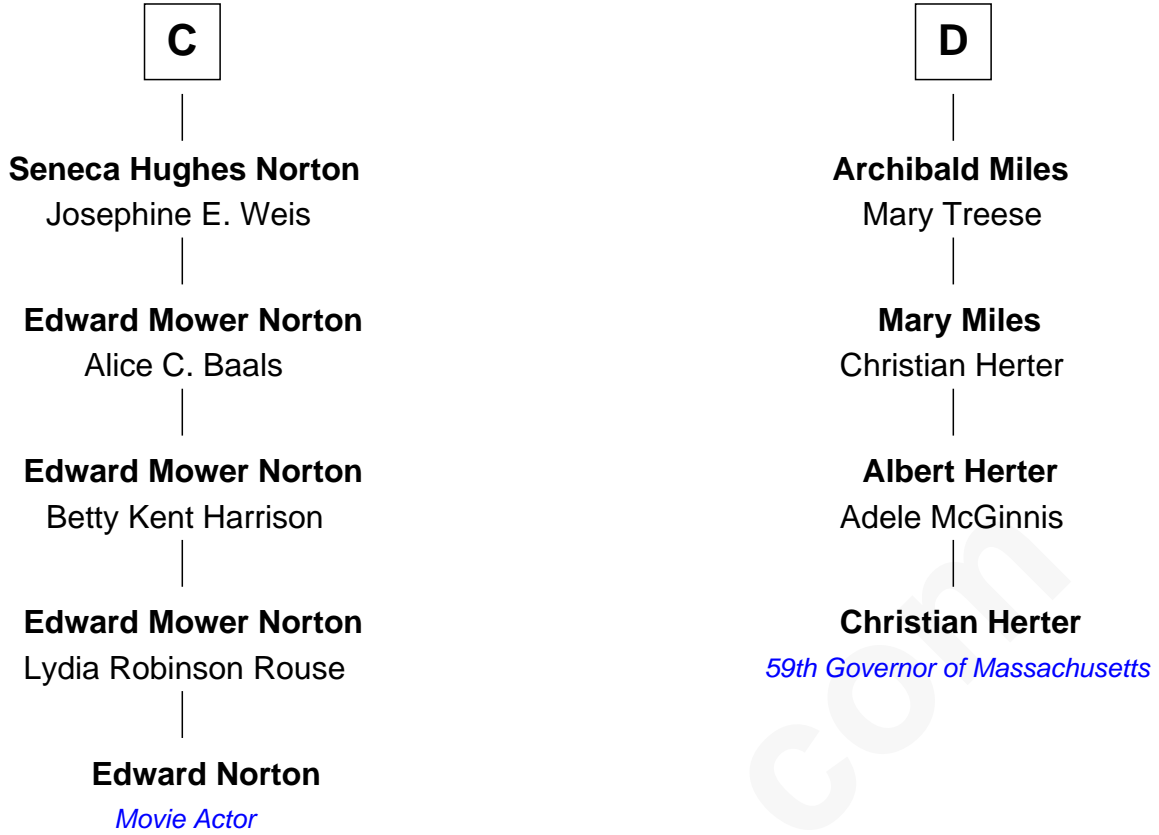 C
Seneca Hughes Norton
Josephine E. Weis
Edward Mower Norton
Alice C. Baals
Edward Mower Norton
Betty Kent Harrison
Edward Mower Norton
Lydia Robinson Rouse
Edward Norton
Movie Actor
D
Archibald Miles
Mary Treese
Mary Miles
Christian Herter
Albert Herter
Adele McGinnis
Christian Herter
59th Governor of Massachusetts
com